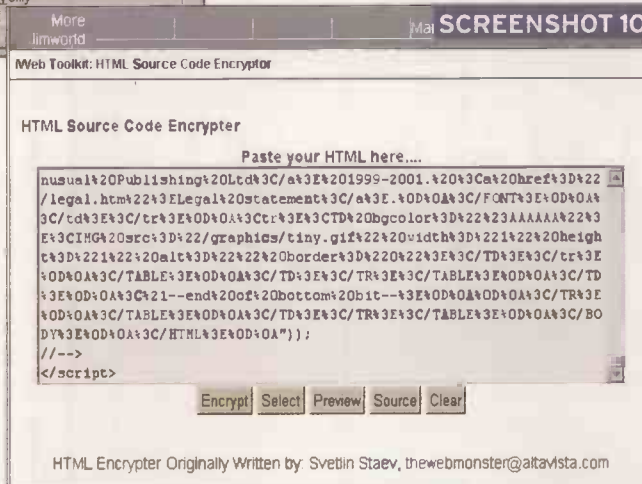 More
limworld
Mai
SCREENSHOT 10
Web Toolkit: HTML Source Code Encryptor
HTML Source Code Encrypter
Paste your HTML here....
nusual%20Publishing%20Ltd%3C/a%3E%201999-2001.%20%3Ca%20href%3D%22
/legal.htm%22%3ELegal%20statement%3C/a%3E.%0D%0A%3C/FONT%3E%0D%0A%
3C/td%3E%3C/tr%3E%0D%0A%3Ctr%3E%3CTD%20bgcolor%3D%22%23AAAAAA%22%3
E%3CIMG%20src%3D%22/graphics/tiny.gif%22%20width%3D%221%22%20heigh
t%3D%221%22%20alt%3D%22%22%20border%3D%220%22%3E%3C/TD%3E%3C/tr%3E
%0D%0A%3C/TABLE%3E%0D%0A%3C/TD%3E%3C/TR%3E%3C/TABLE%3E%0D%0A%3C/TD
%3E%0D%0A%3C%21--end%20of%20bottom%20bit--%3E%0D%0A%0D%0A%3C/TR%3E
%0D%0A%3C/TABLE%3E%0D%0A%3C/TD%3E%3C/TR%3E%3C/TABLE%3E%0D%0A%3C/BO
DY%3E%0D%0A%3C/HTML%3E%0D%0A"));
//-->
</script>
Encrypt Select Preview Source Clear
HTML Encrypter Originally Written by: Svetlin Staev, thewebmonster@altavista.com